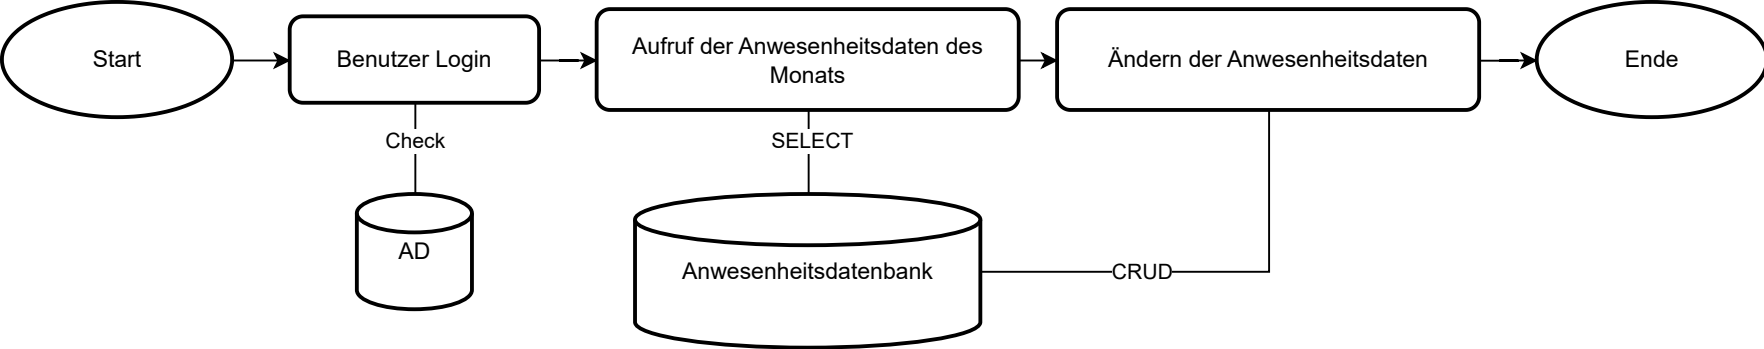 Start
Benutzer Login
Aufruf der Anwesenheitsdaten des
Monats
Ändern der Anwesenheitsdaten
Ende
Check
SELECT
AD
Anwesenheitsdatenbank
CRUD